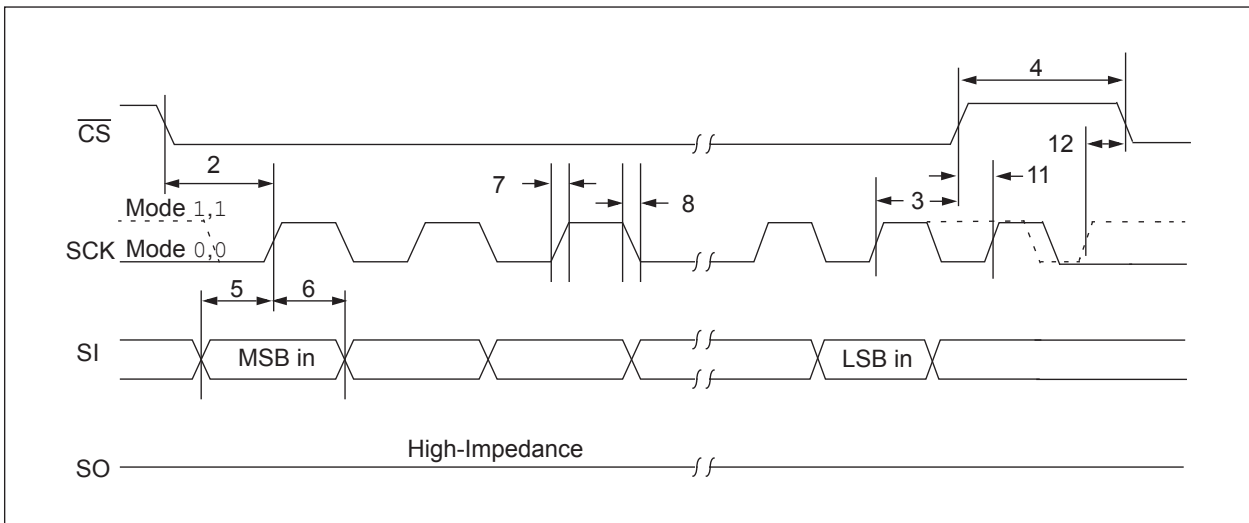 4
CS
12
2
7
11
8
3
Mode 1,1
SCK Mode 0,0
5
6
SI
MSB in
LSB in
High-Impedance
SO